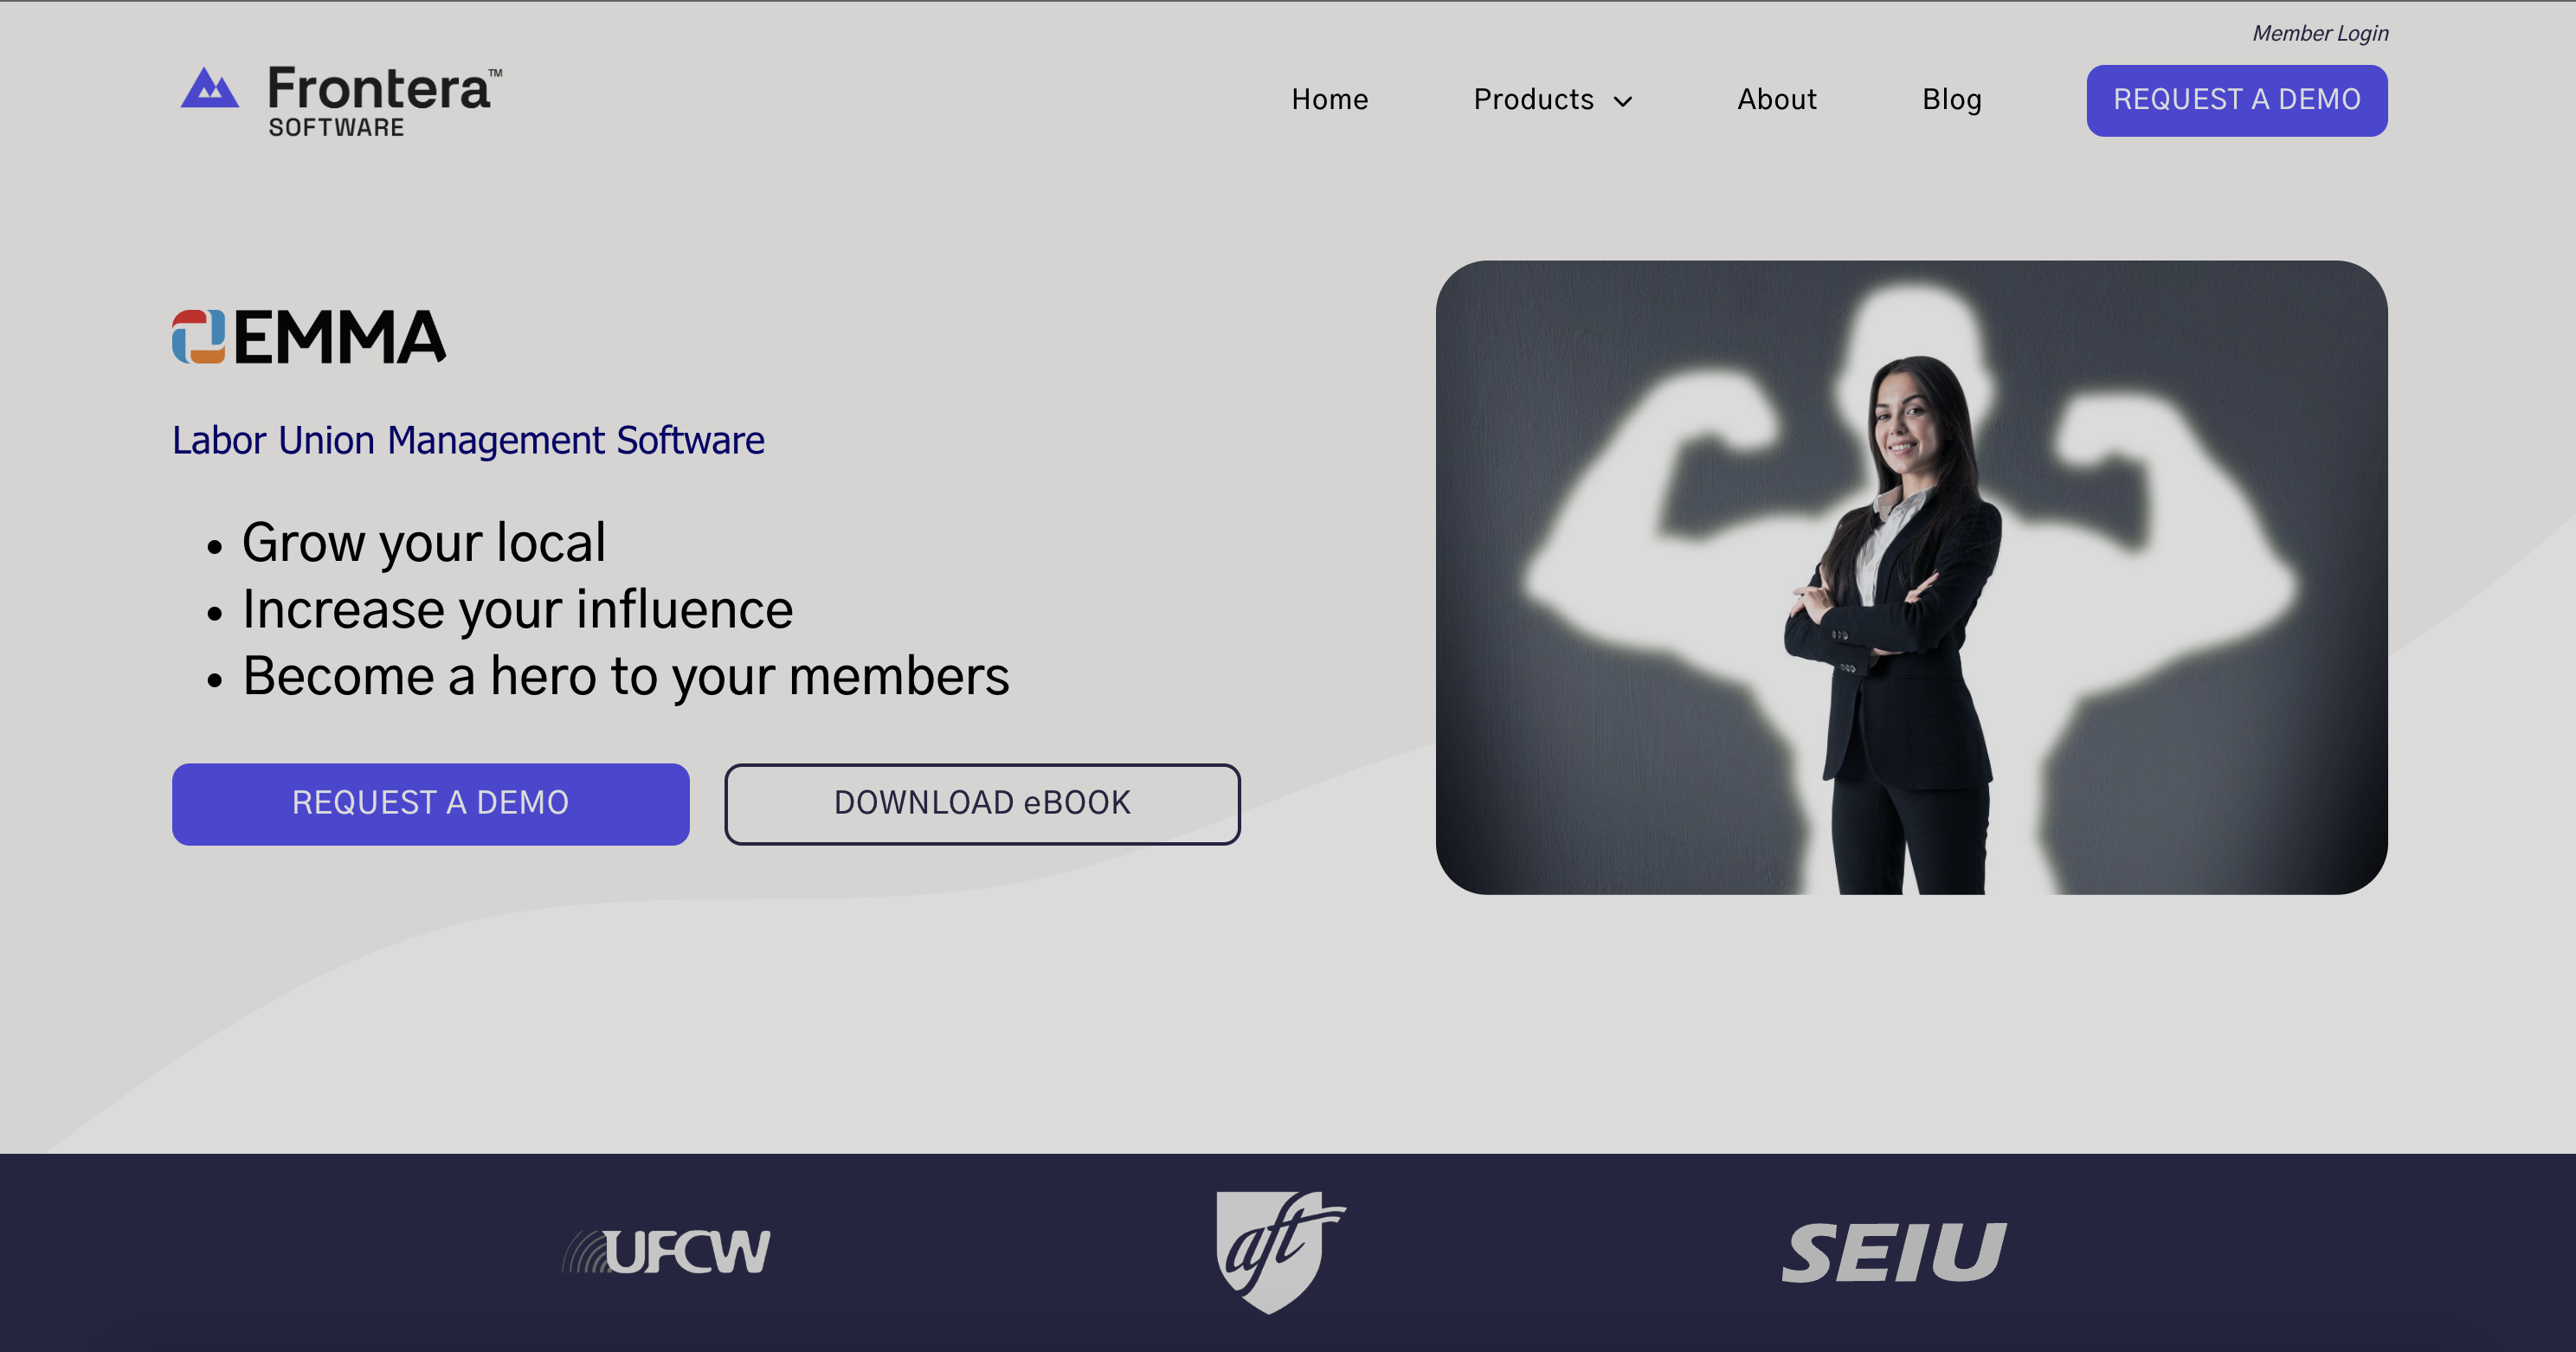 Member Login
Frontera™
SOFTWARE
Home Products About Blog REQUEST A DEMO
EMMA
Labor Union Management Software
• Grow your local
• Increase your influence
• Become a hero to your members
REQUEST A DEMO DOWNLOAD eBOOK
UFCW aft SEIU